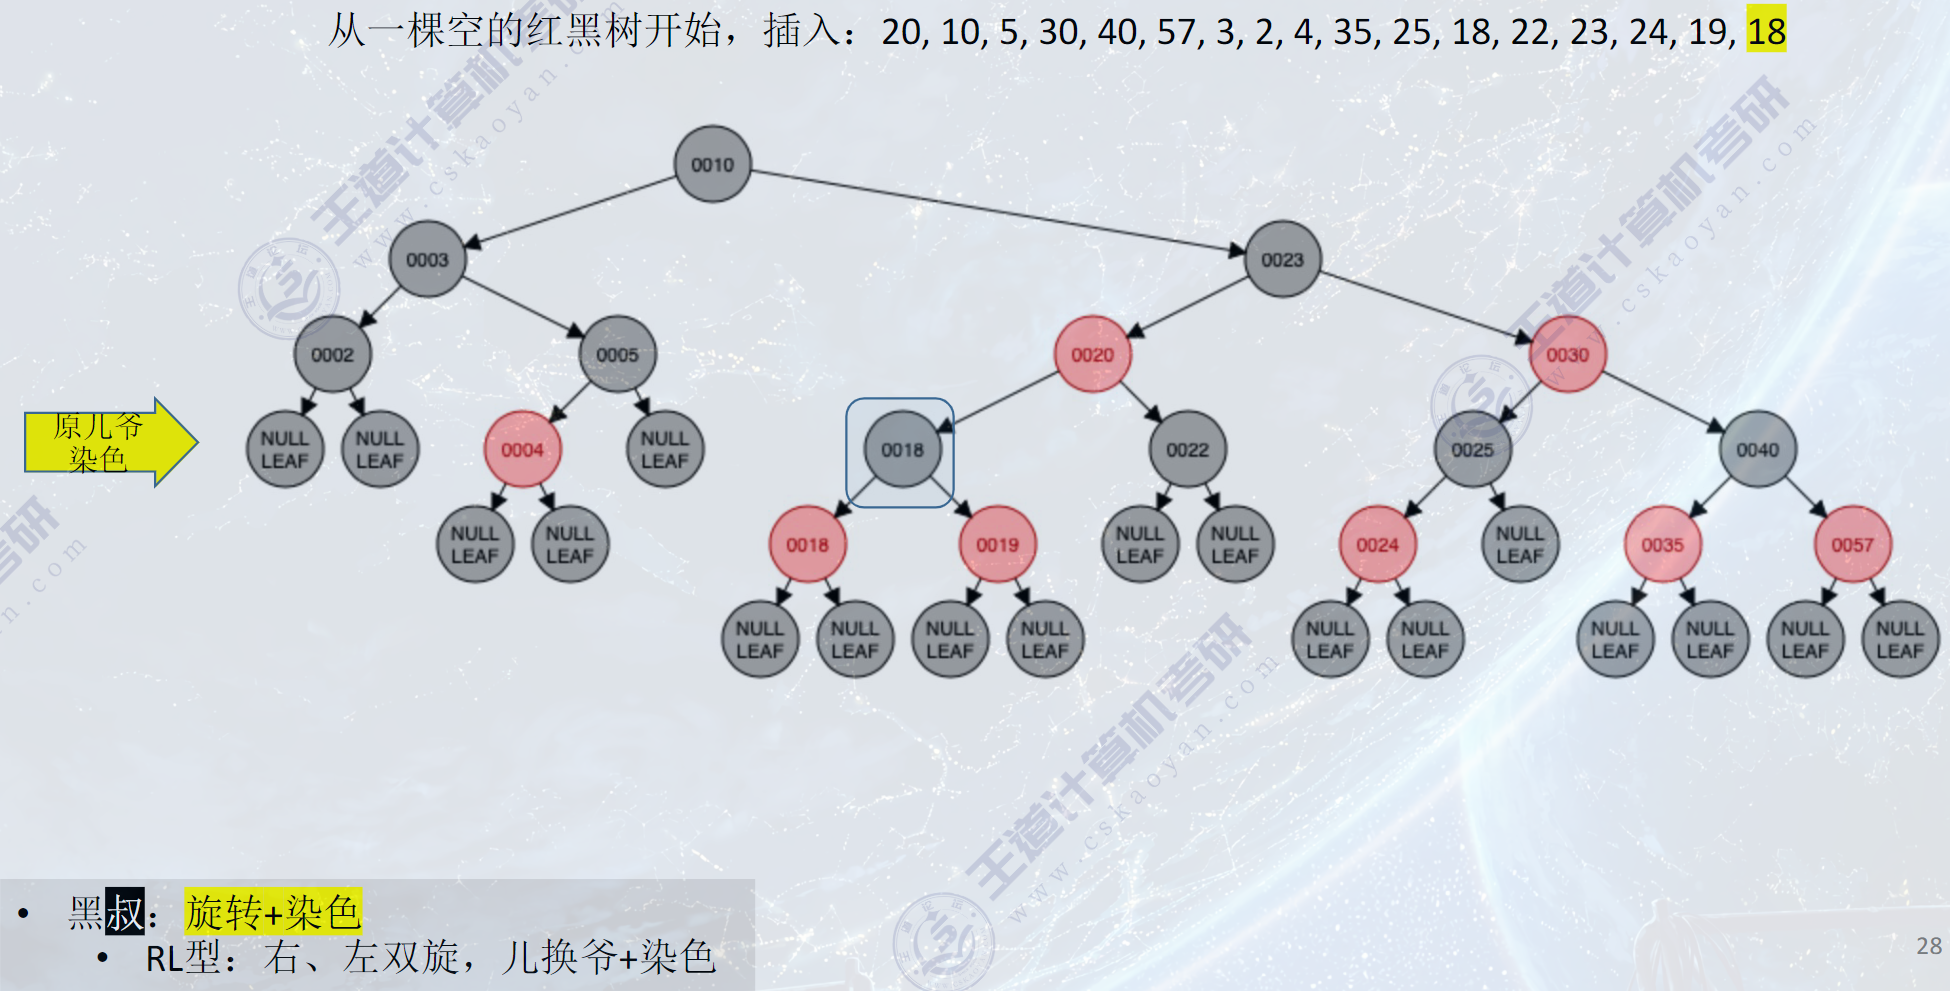 从一棵空的红黑树开始，插入：20, 10, 5, 30, 40, 57, 3, 2, 4, 35, 25, 18, 22, 23, 24, 19, 18
0010
0003
0023
0002
0005
0020
0030
原儿爷
染色
NULL
LEAF
NULL
LEAF
0004
NULL
LEAF
0018
0022
0025
0040
NULL
LEAF
NULL
LEAF
0018
0019
NULL
LEAF
NULL
LEAF
0024
NULL
LEAF
0035
0057
NULL
LEAF
NULL
LEAF
NULL
LEAF
NULL
LEAF
NULL
LEAF
NULL
LEAF
NULL
LEAF
NULL
LEAF
NULL
LEAF
NULL
LEAF
• 黑叔：旋转+染色
• RL型：右、左双旋，儿换爷+染色
28
王道计算机考研
www.cskaoyan.com
王道计算机考研
www.cskaoyan.com
王道计算机考研
www.cskaoyan.com